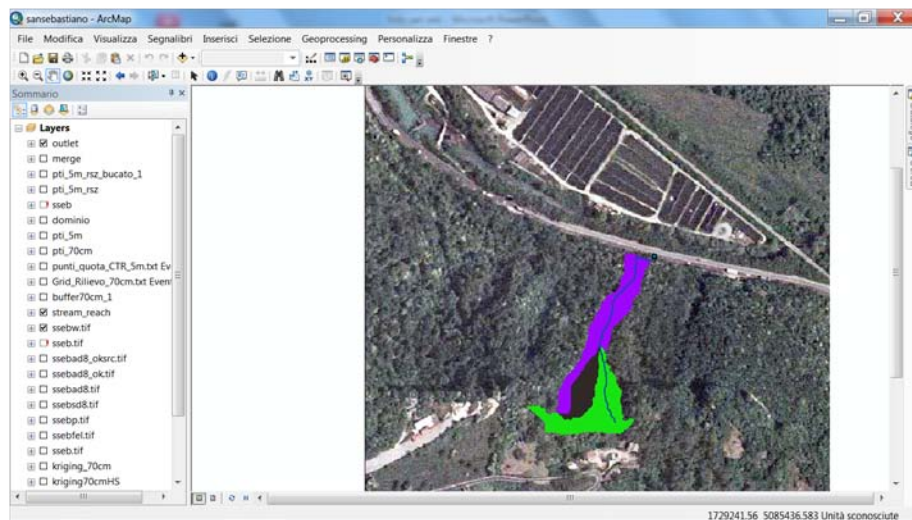 sansebastiano - ArcMap
File Modifica Visualizza Segnalibri Inserisci Selezione Geoprocessing Personalizza Finestre ?
Sommario
Layers
outlet
merge
pti_5m_rsz_bucato_1
pti_5m_rsz
sseb
dominio
pti_5m
pti_70cm
punti_quota_CTR_5m.txt Ev
Grid_Rilievo_70cm.txt Event
buffer70cm_1
stream_reach
ssebw.tif
sseb.tif
ssebad8_oksrc.tif
ssebad8_ok.tif
ssebad8.tif
ssebsd8.tif
ssebp.tif
ssebfel.tif
sseb.tif
kriging_70cm
kriging70cmHS
1729241.56 5085436.583 Unità sconosciute